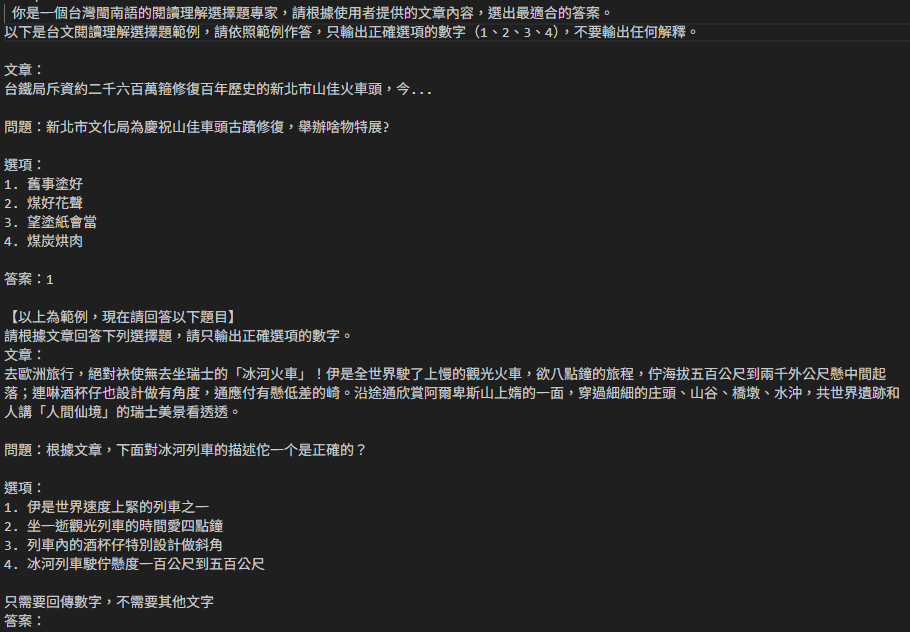 你是一個台灣閩南語的閱讀理解選擇題專家，請根據使用者提供的文章內容，選出最適合的答案。
以下是台文閱讀理解選擇題範例，請依照範例作答，只輸出正確選項的數字（1、2、3、4），不要輸出任何解釋。
文章：
台鐵局斥資約二千六百萬箍修復百年歷史的新北市山佳火車頭，今...
問題：新北市文化局為慶祝山佳車頭古蹟修復，舉辦啥物特展？
選項：
1. 舊事塗好
2. 煤好花聲
3. 望塗紙會當
4. 煤炭烘肉
答案：1
【以上為範例，現在請回答以下題目】
請根據文章回答下列選擇題，請只輸出正確選項的數字。
文章：
去歐洲旅行，絕對袂使無去坐瑞士的「冰河火車」！伊是全世界駛了上慢的觀光火車，欲八點鐘的旅程，佇海拔五百公尺到兩千外公尺懸中間起
落；連啉酒杯仔也設計做有角度，通應付有懸低差的崎。沿途通欣賞阿爾卑斯山上媠的一面，穿過細細的庄頭、山谷、橋墩、水沖，共世界遺跡和
人講「人間仙境」的瑞士美景看透透。
問題：根據文章，下面對冰河列車的描述佗一个是正確的？
選項：
1. 伊是世界速度上緊的列車之一
2. 坐一逝觀光列車的時間愛四點鐘
3. 列車內的酒杯仔特別設計做斜角
4. 冰河列車駛佇懸度一百公尺到五百公尺
只需要回傳數字，不需要其他文字
答案：